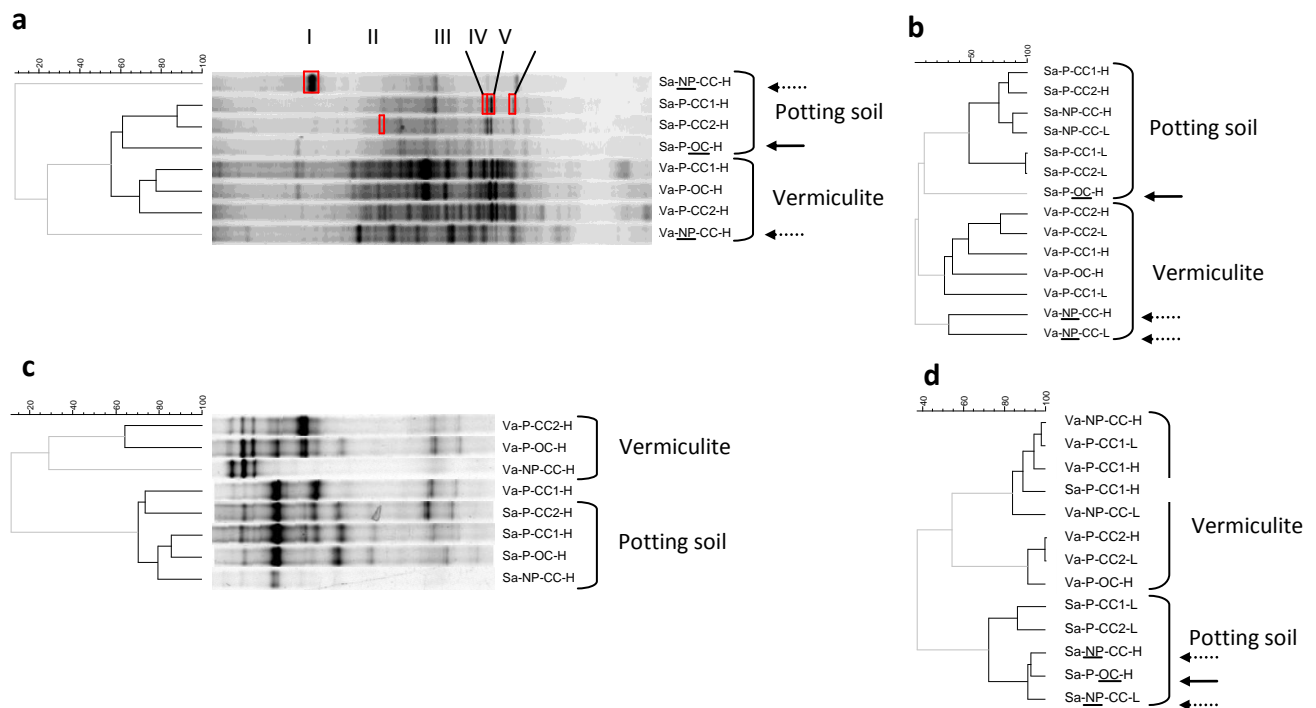 a
I II III IV V
20 40 60 80 100
Sa-NP-CC-H
Sa-P-CC1-H
Sa-P-CC2-H
Sa-P-OC-H
Va-P-CC1-H
Va-P-OC-H
Va-P-CC2-H
Va-NP-CC-H
Potting soil
Vermiculite
b
50 100
Sa-P-CC1-H
Sa-P-CC2-H
Sa-NP-CC-H
Sa-NP-CC-L
Sa-P-CC1-L
Sa-P-CC2-L
Sa-P-OC-H
Va-P-CC2-H
Va-P-CC2-L
Va-P-CC1-H
Va-P-OC-H
Va-P-CC1-L
Va-NP-CC-H
Va-NP-CC-L
Potting soil
Vermiculite
c
20 40 60 80 100
Va-P-CC2-H
Va-P-OC-H
Va-NP-CC-H
Va-P-CC1-H
Sa-P-CC2-H
Sa-P-CC1-H
Sa-P-OC-H
Sa-NP-CC-H
Vermiculite
Potting soil
d
40 60 80 100
Va-NP-CC-H
Va-P-CC1-L
Va-P-CC1-H
Sa-P-CC1-H
Va-NP-CC-L
Va-P-CC2-H
Va-P-CC2-L
Va-P-OC-H
Sa-P-CC1-L
Sa-P-CC2-L
Sa-NP-CC-H
Sa-P-OC-H
Sa-NP-CC-L
Vermiculite
Potting soil